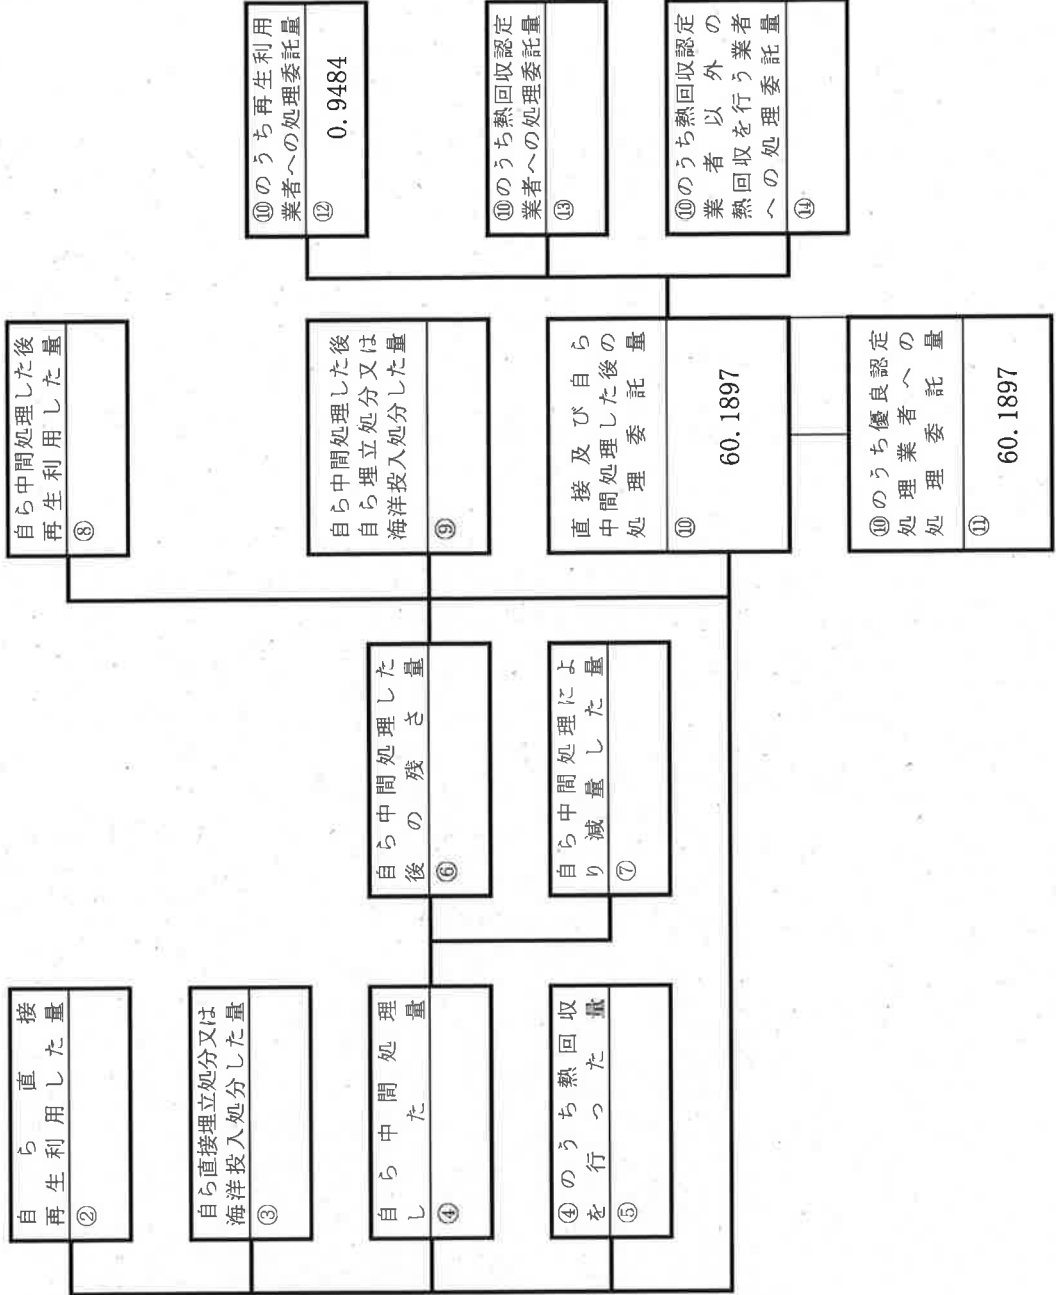 自ら直接
再生利用した量
②
自ら直接埋立処分又は
海洋投入処分した量
③
自ら中間処理
した量
④
④のうち熱回収
を行った量
⑤
自ら中間処理した
後の残さ量
⑥
自ら中間処理によ
り減量した量
⑦
自ら中間処理した後
再生利用した量
⑧
自ら中間処理した後
自ら埋立処分又は
海洋投入処分した量
⑨
直接及び自ら
中間処理した後の
処理委託量
⑩
60.1897
⑩のうち優良認定
処理業者への
処理委託量
⑪
60.1897
⑩のうち再生利用
業者への処理委託量
⑫
0.9484
⑩のうち熱回収認定
業者への処理委託量
⑬
⑩のうち熱回収認定
業者以外の
熱回収を行う業者
への処理委託量
⑭